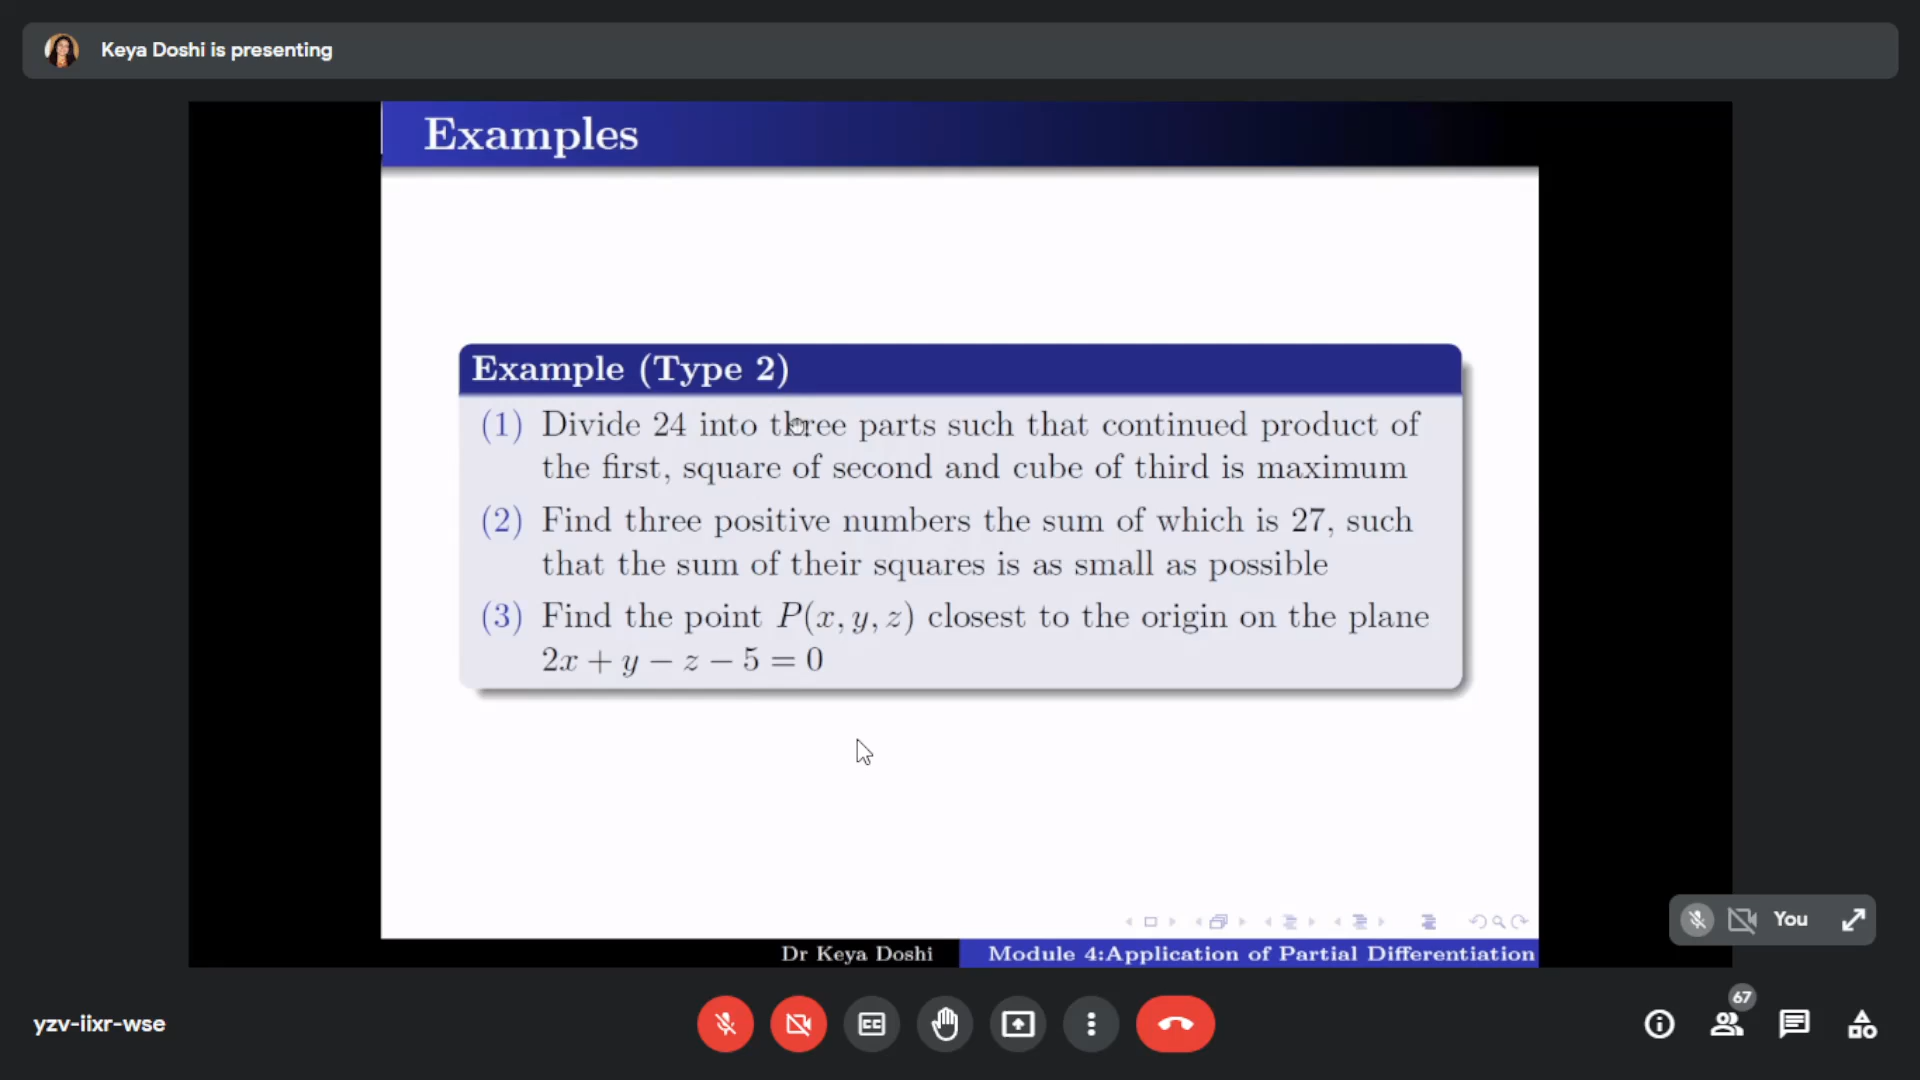 Keya Doshi is presenting
Examples
Example (Type 2)
(1) Divide 24 into three parts such that continued product of
the first, square of second and cube of third is maximum
(2) Find three positive numbers the sum of which is 27, such
that the sum of their squares is as small as possible
(3) Find the point P(x, y, z) closest to the origin on the plane
2x + y − z − 5 = 0
You
Dr Keya Doshi Module 4:Application of Partial Differentiation
67
yzv-iixr-wse
CC